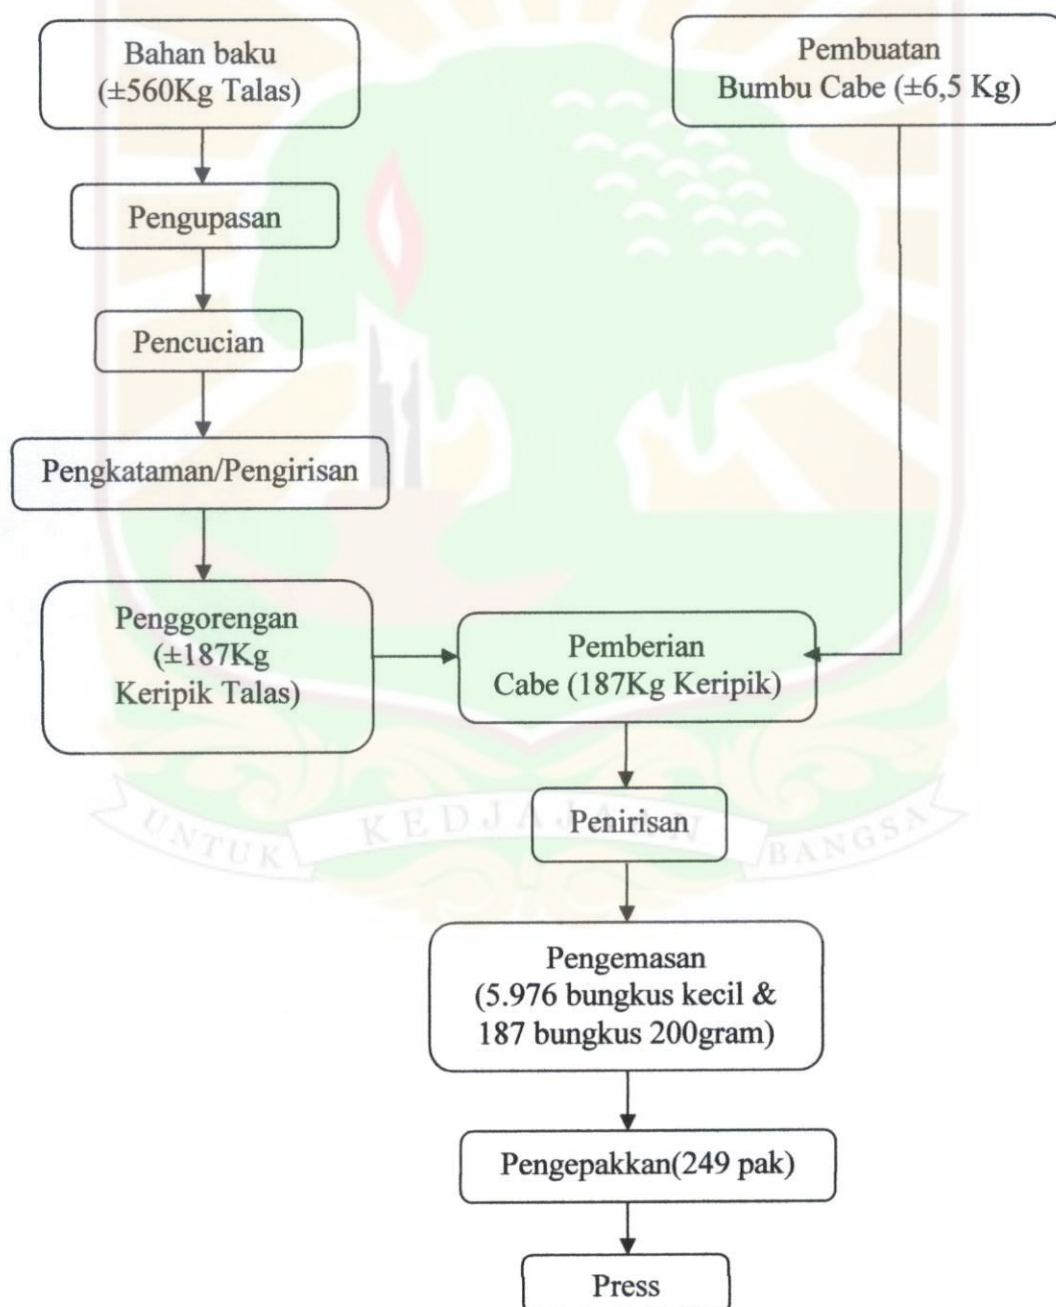 Bahan baku
(±560Kg Talas)
Pembuatan
Bumbu Cabe (±6,5 Kg)
Pengupasan
Pencucian
Pengkataman/Pengirisan
Penggorengan
(±187Kg
Keripik Talas)
Pemberian
Cabe (187Kg Keripik)
Penirisan
UNTUK KEDJAJAAN BANGSA
Pengemasan
(5.976 bungkus kecil &
187 bungkus 200gram)
Pengepakkan(249 pak)
Press